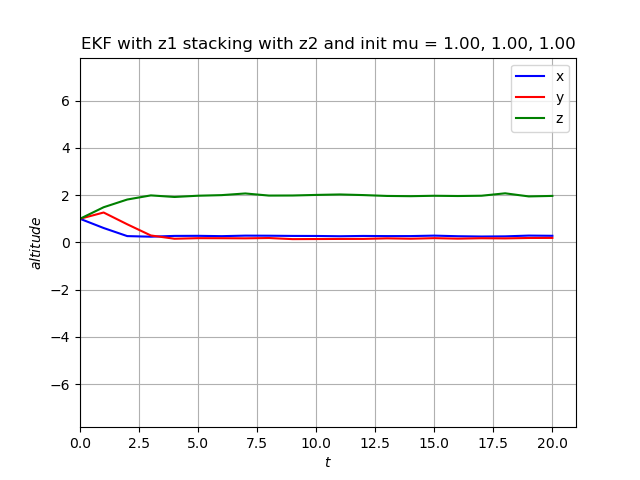 EKF with z1 stacking with z2 and init mu = 1.00, 1.00, 1.00
x
y
z
altitude
6
4
2
0
−2
−4
−6
0.0 2.5 5.0 7.5 10.0 12.5 15.0 17.5 20.0
t